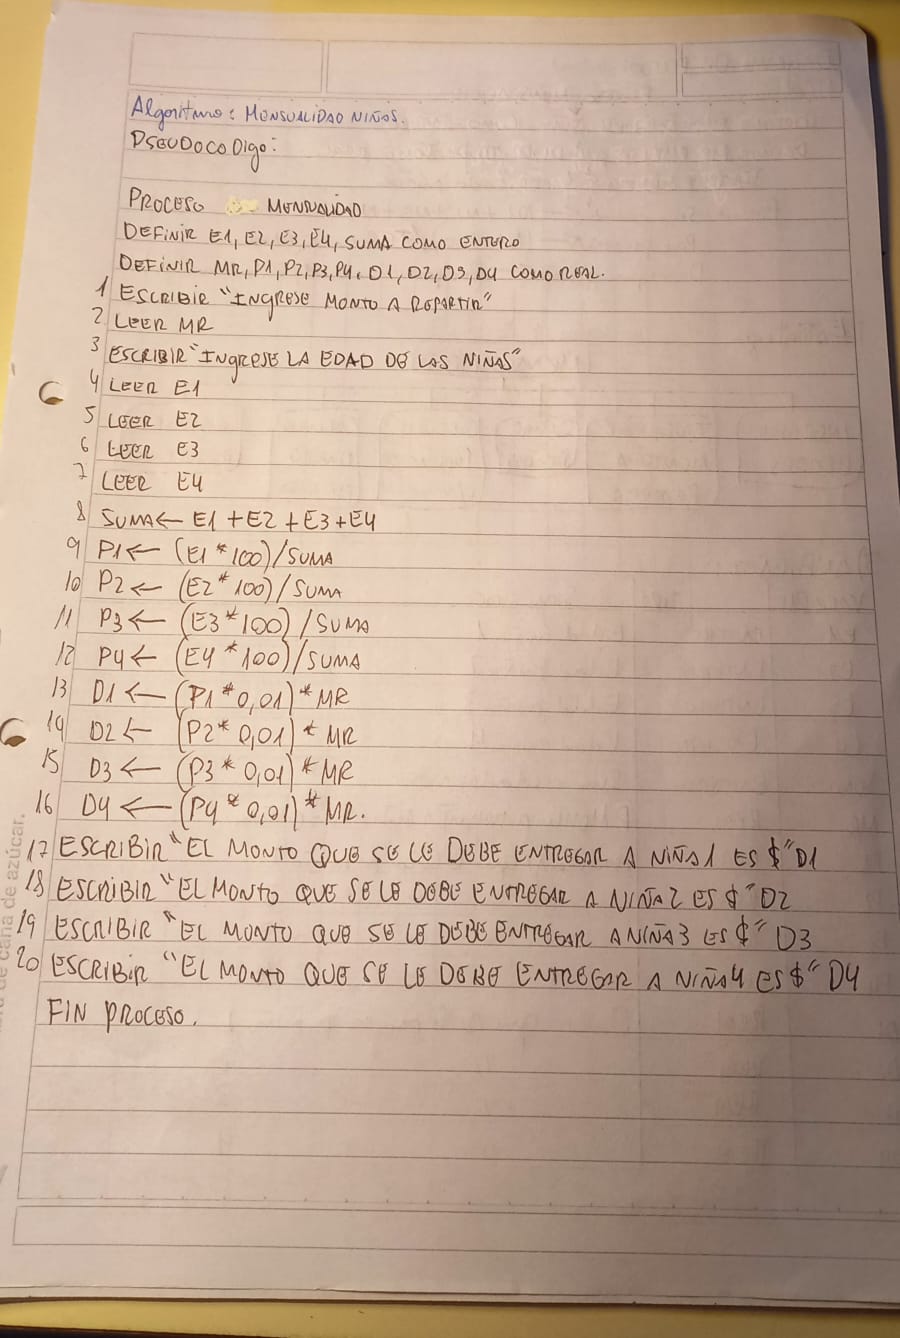 Algoritmo: MENSUALIDAD NIÑOS.
PSEUDOCODIgo:
PROCESO MENSUALIDAD
DEFINIR E1, E2, E3, E4, SUMA COMO ENTERO
DEFINIR MR, P1, P2, P3, P4, D1, D2, D3, D4 COMO REAL.
1 ESCRIBIR "INgRESE MONTO A REPARTIR"
2 LEER MR
3 ESCRIBIR "INgRESE LA EDAD DE LAS NIÑAS"
4 LEER E1
5 LEER E2
6 LEER E3
7 LEER E4
8 SUMA← E1 + E2 + E3 + E4
9 P1← (E1 * 100)/SUMA
10 P2← (E2 * 100)/SUMA
11 P3← (E3 * 100)/SUMA
12 P4← (E4 * 100)/SUMA
13 D1← (P1 * 0,01) * MR
14 D2← (P2 * 0,01) * MR
15 D3← (P3 * 0,01) * MR
16 D4← (P4 * 0,01) * MR.
17 ESCRIBIR "EL MONTO QUE SE LE DEBE ENTREGAR A NIÑA1 ES $" D1
18 ESCRIBIR "EL MONTO QUE SE LE DEBE ENTREGAR A NIÑA2 ES $" D2
19 ESCRIBIR "EL MONTO QUE SE LE DEBE ENTREGAR A NIÑA3 ES $" D3
20 ESCRIBIR "EL MONTO QUE SE LE DEBE ENTREGAR A NIÑA4 ES $" D4
FIN PROCESO.
de caña de azúcar.